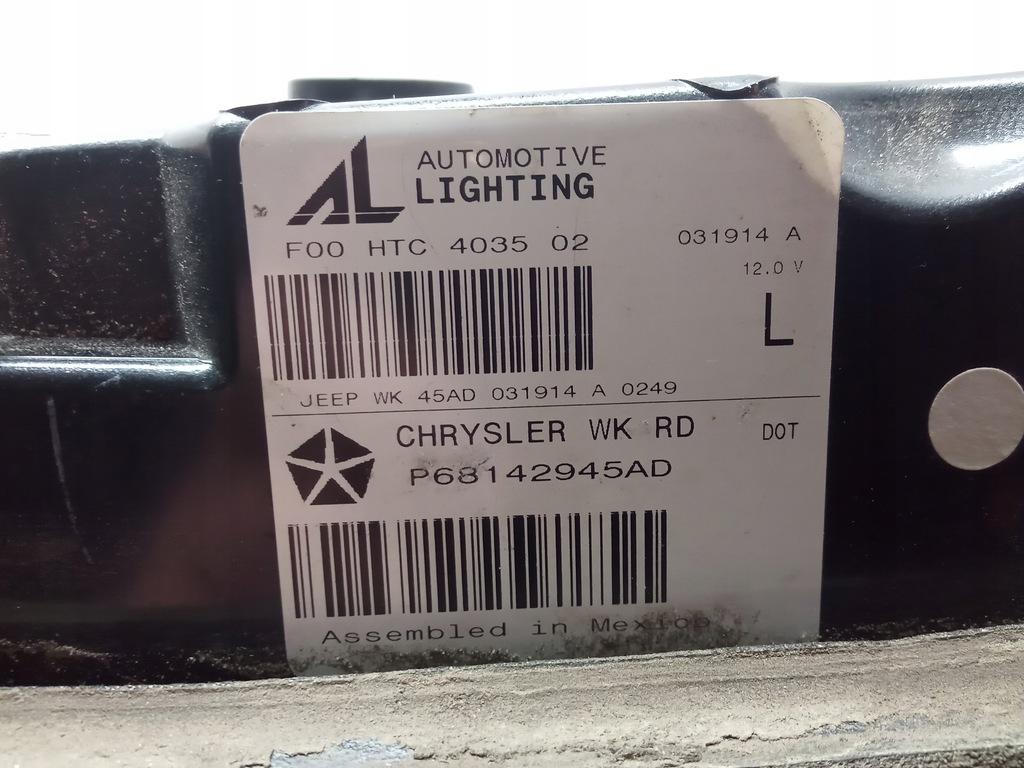 AL AUTOMOTIVE
LIGHTING
F00 HTC 4035 02
031914 A
12.0 V
L
JEEP WK 45AD 031914 A 0249
CHRYSLER WK RD
DOT
P68142945AD
Assembled in Mexico